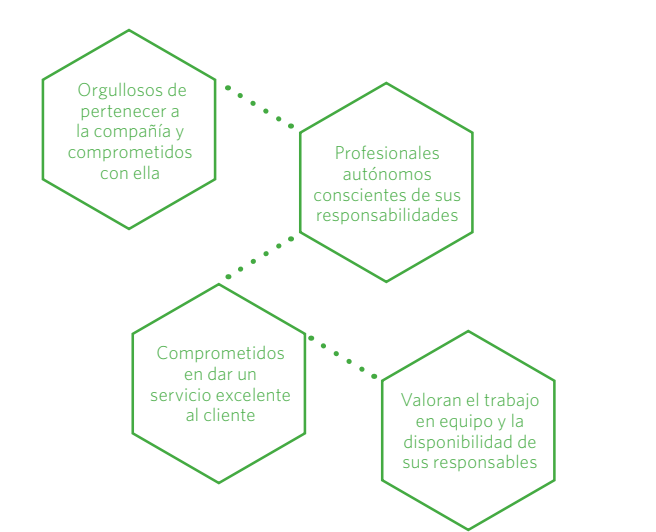 Orgullosos de
pertenecer a
la compañía y
comprometidos
con ella
Profesionales
autónomos
conscientes de sus
responsabilidades
Comprometidos
en dar un
servicio excelente
al cliente
Valoran el trabajo
en equipo y la
disponibilidad de
sus responsables